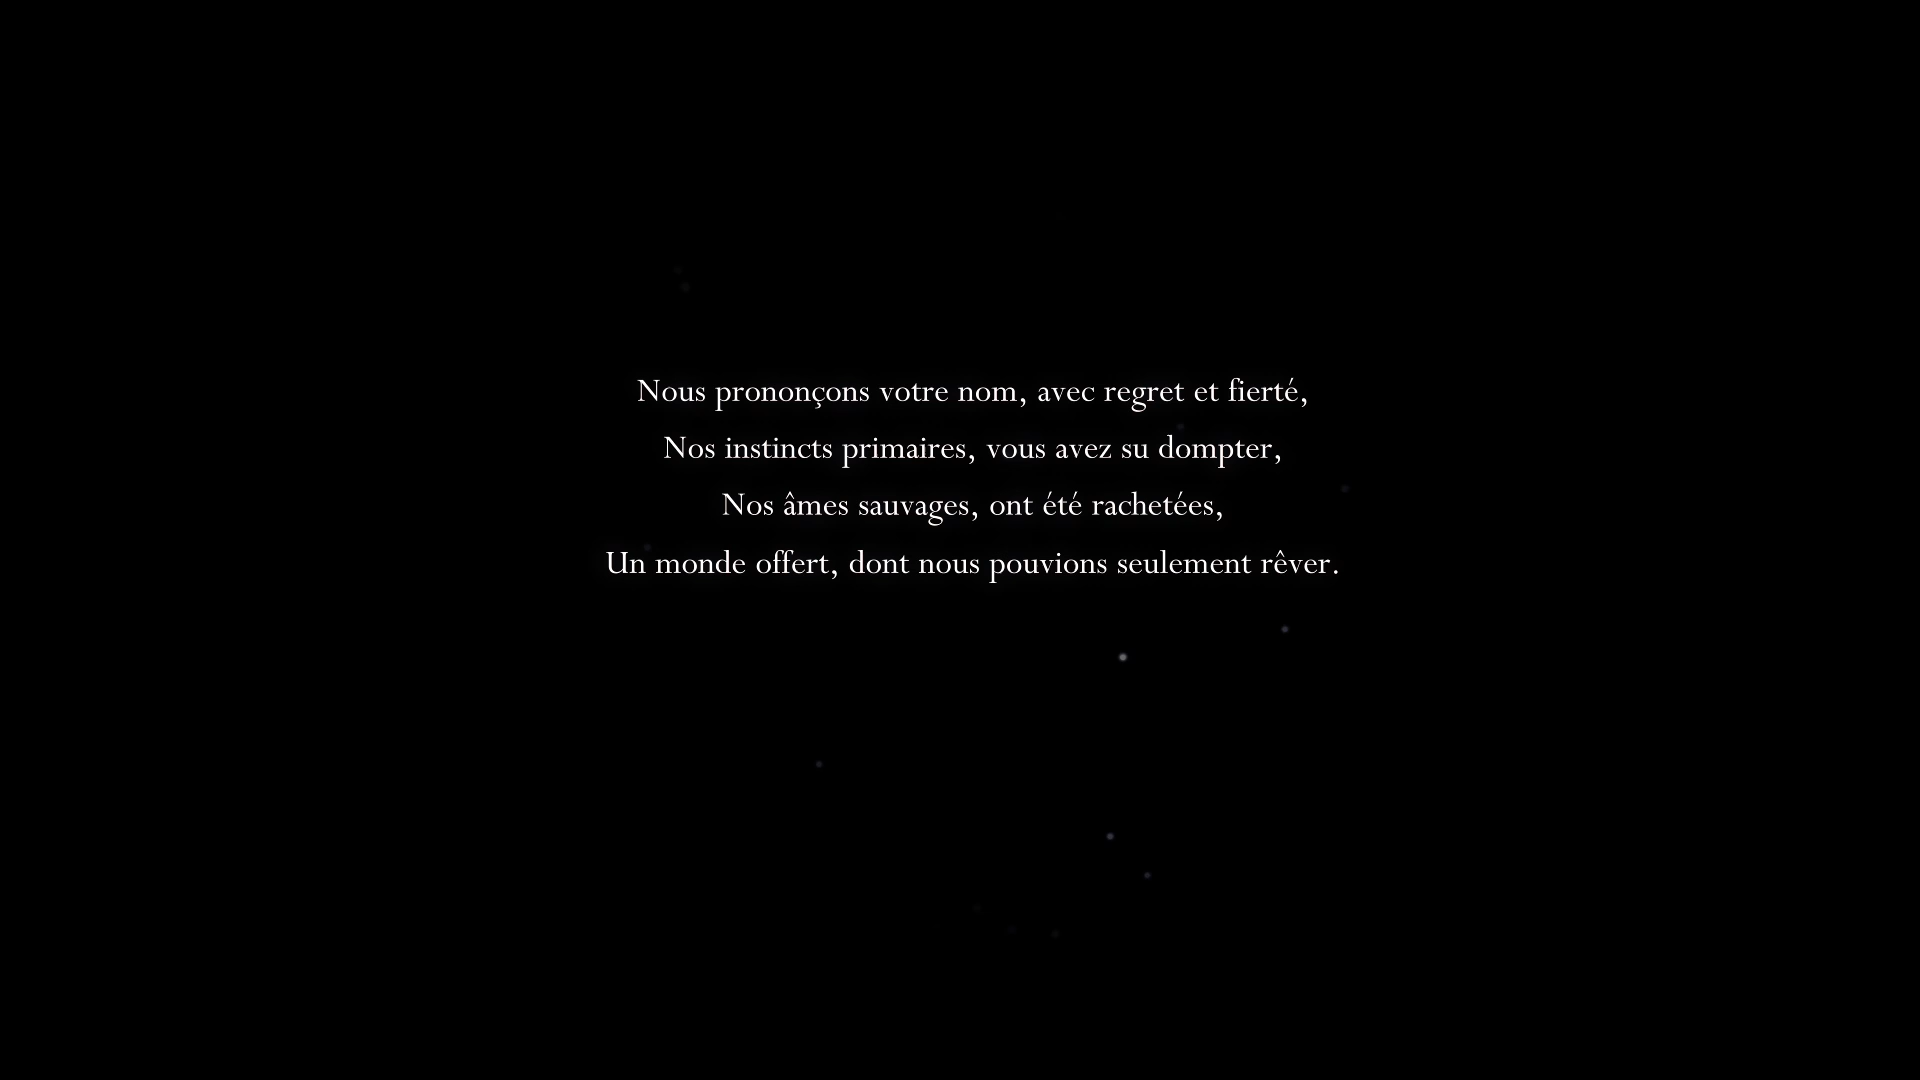 Nous prononçons votre nom, avec regret et fierté,
Nos instincts primaires, vous avez su dompter,
Nos âmes sauvages, ont été rachetées,
Un monde offert, dont nous pouvions seulement rêver.